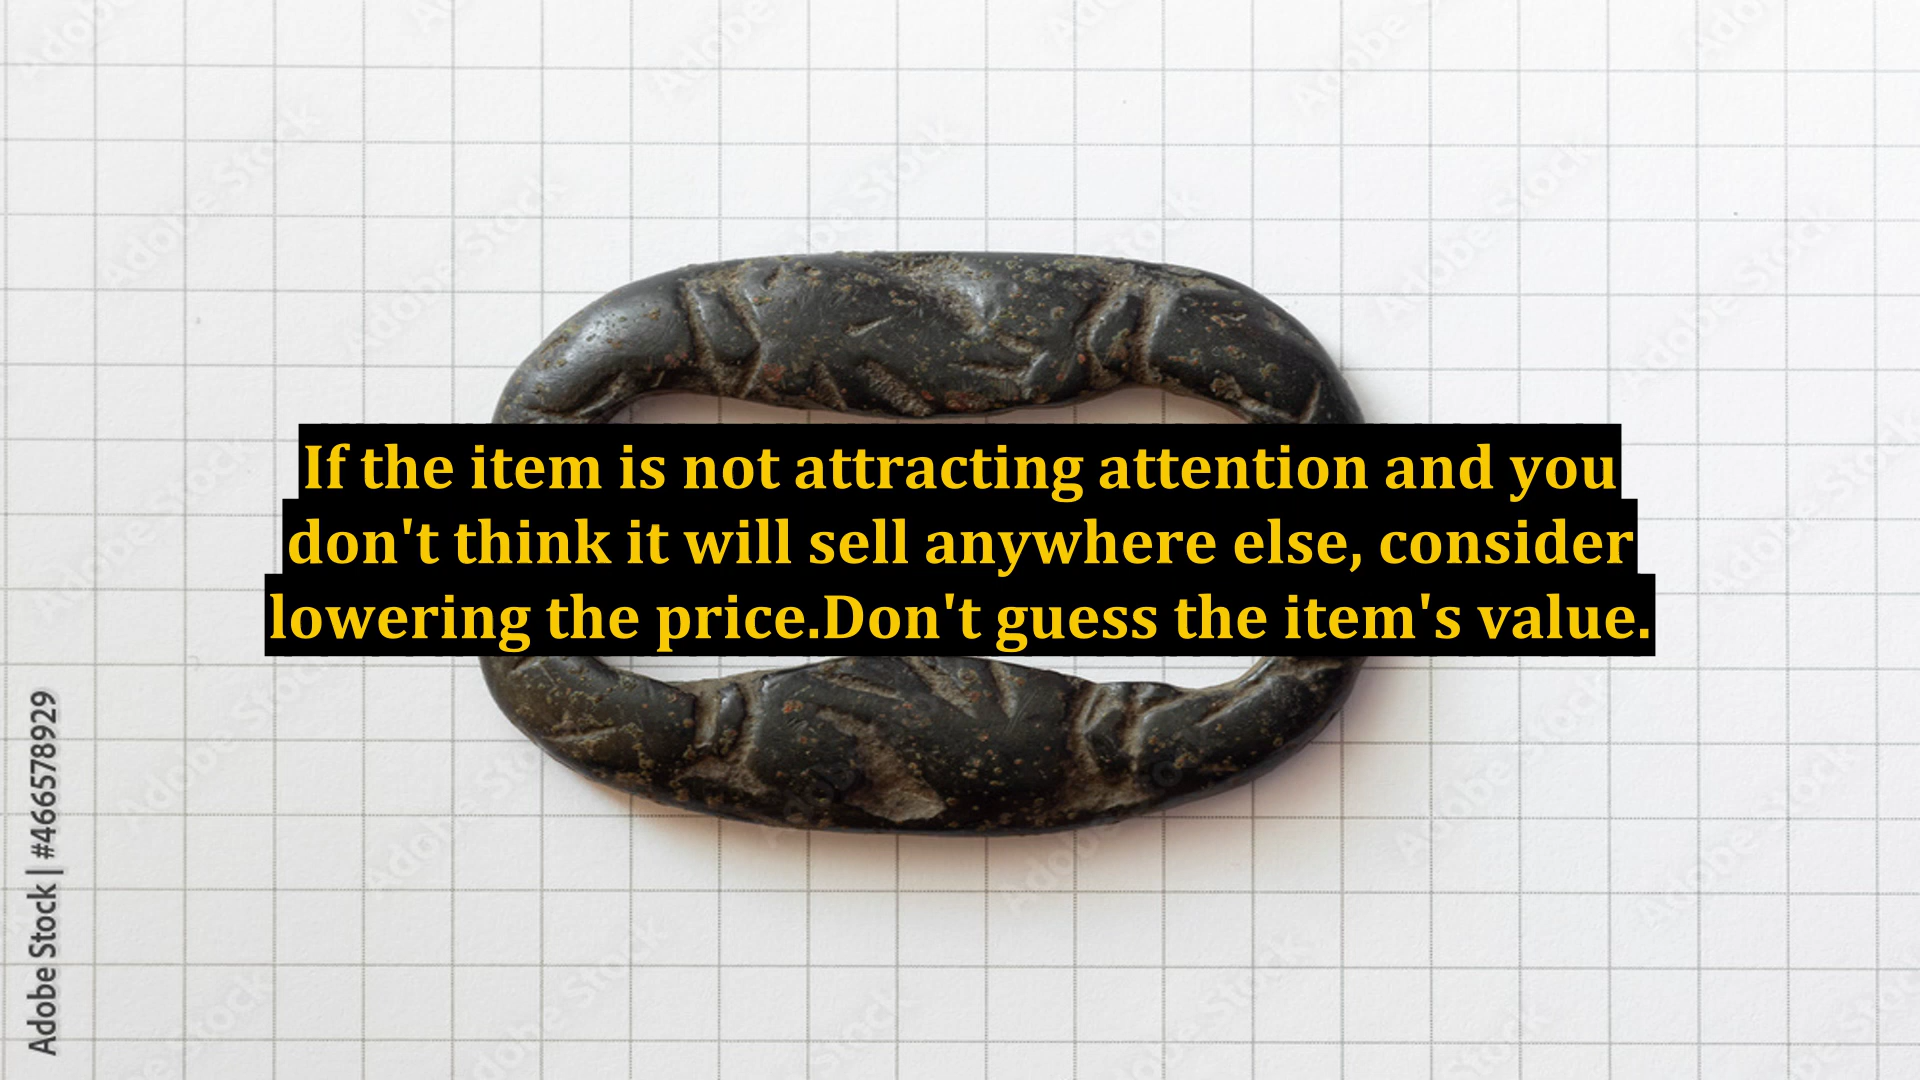 If the item is not attracting attention and you
don't think it will sell anywhere else, consider
lowering the price.Don't guess the item's value.
Adobe Stock | #466578929